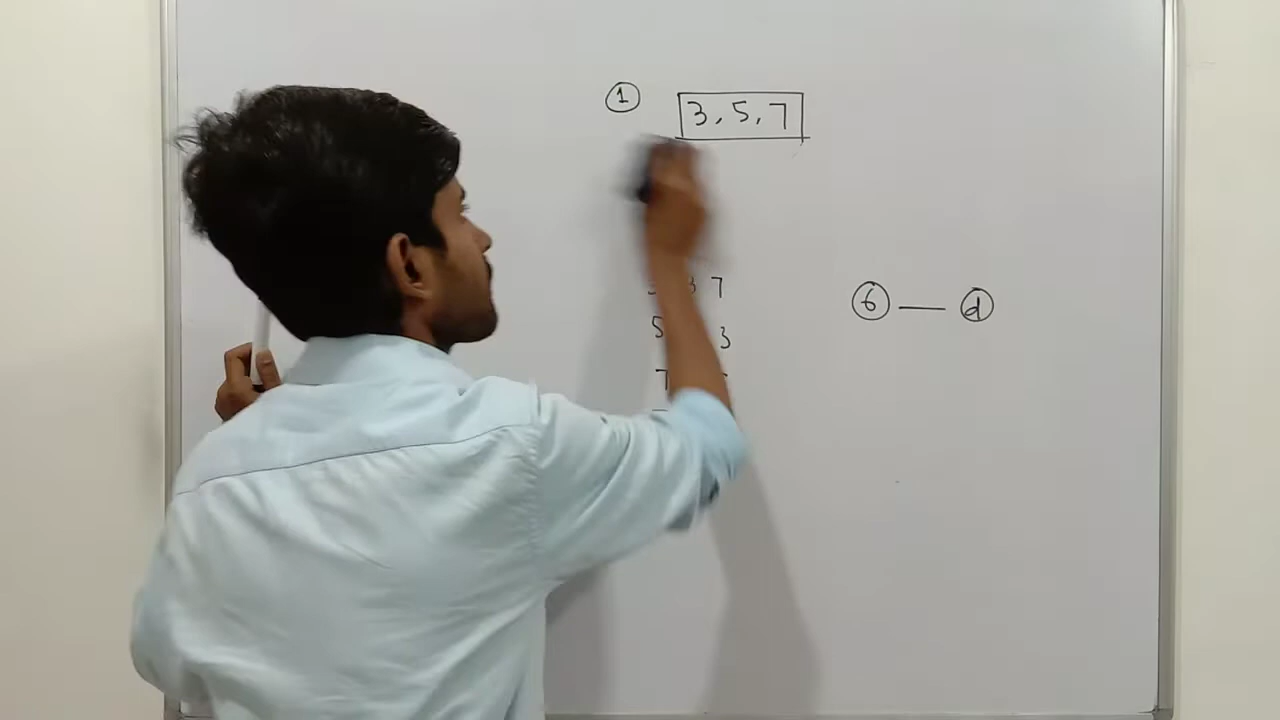 ① 3, 5, 7
3 7
5 3
7
⑥ — ⓓ